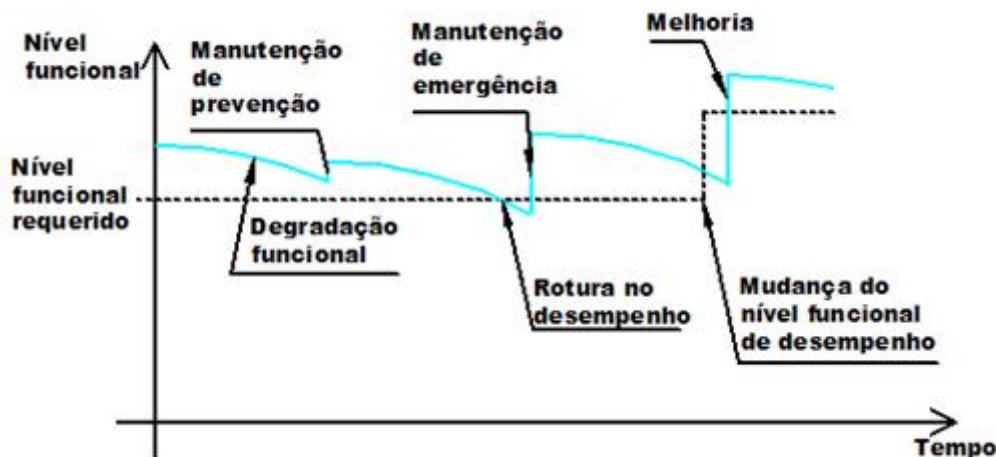 Nível
funcional
Manutenção
de
prevenção
Manutenção
de
emergência
Melhoria
Nível
funcional
requerido
Degradação
funcional
Rotura no
desempenho
Mudança do
nível funcional
de desempenho
Tempo